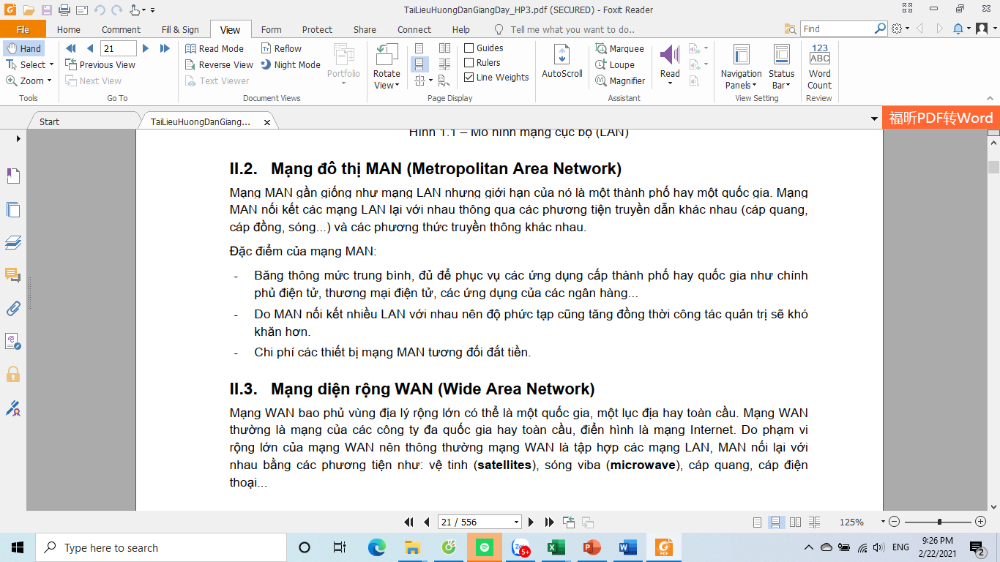 TaiLieuHuongDanGiangDay_HP3.pdf (SECURED) - Foxit Reader
File Home Comment Fill & Sign View Form Protect Share Connect Help Tell me what you want to do.. Find
Hand 21 Read Mode Reflow Guides Marquee 123
Select Previous View Reverse View Night Mode Portfolio Rotate View Rulers AutoScroll Loupe Read Navigation Panels Status Bar ABC Word Count
Zoom Next View Text Viewer Line Weights Magnifier
Tools Go To Document Views Page Display Assistant View Setting Review
Start TaiLieuHuongDanGiang... 福昕PDF转Word
Hình 1.1 – Mô hình mạng cục bộ (LAN)
II.2. Mạng đô thị MAN (Metropolitan Area Network)
Mạng MAN gần giống như mạng LAN nhưng giới hạn của nó là một thành phố hay một quốc gia. Mạng
MAN nối kết các mạng LAN lại với nhau thông qua các phương tiện truyền dẫn khác nhau (cáp quang,
cáp đồng, sóng...) và các phương thức truyền thông khác nhau.
Đặc điểm của mạng MAN:
- Băng thông mức trung bình, đủ để phục vụ các ứng dụng cấp thành phố hay quốc gia như chính
phủ điện tử, thương mại điện tử, các ứng dụng của các ngân hàng...
- Do MAN nối kết nhiều LAN với nhau nên độ phức tạp cũng tăng đồng thời công tác quản trị sẽ khó
khăn hơn.
- Chi phí các thiết bị mạng MAN tương đối đắt tiền.
II.3. Mạng diện rộng WAN (Wide Area Network)
Mạng WAN bao phủ vùng địa lý rộng lớn có thể là một quốc gia, một lục địa hay toàn cầu. Mạng WAN
thường là mạng của các công ty đa quốc gia hay toàn cầu, điển hình là mạng Internet. Do phạm vi
rộng lớn của mạng WAN nên thông thường mạng WAN là tập hợp các mạng LAN, MAN nối lại với
nhau bằng các phương tiện như: vệ tinh (satellites), sóng viba (microwave), cáp quang, cáp điện
thoại...
21 / 556 125%
Type here to search 5+ ENG 9:26 PM
2/22/2021 2